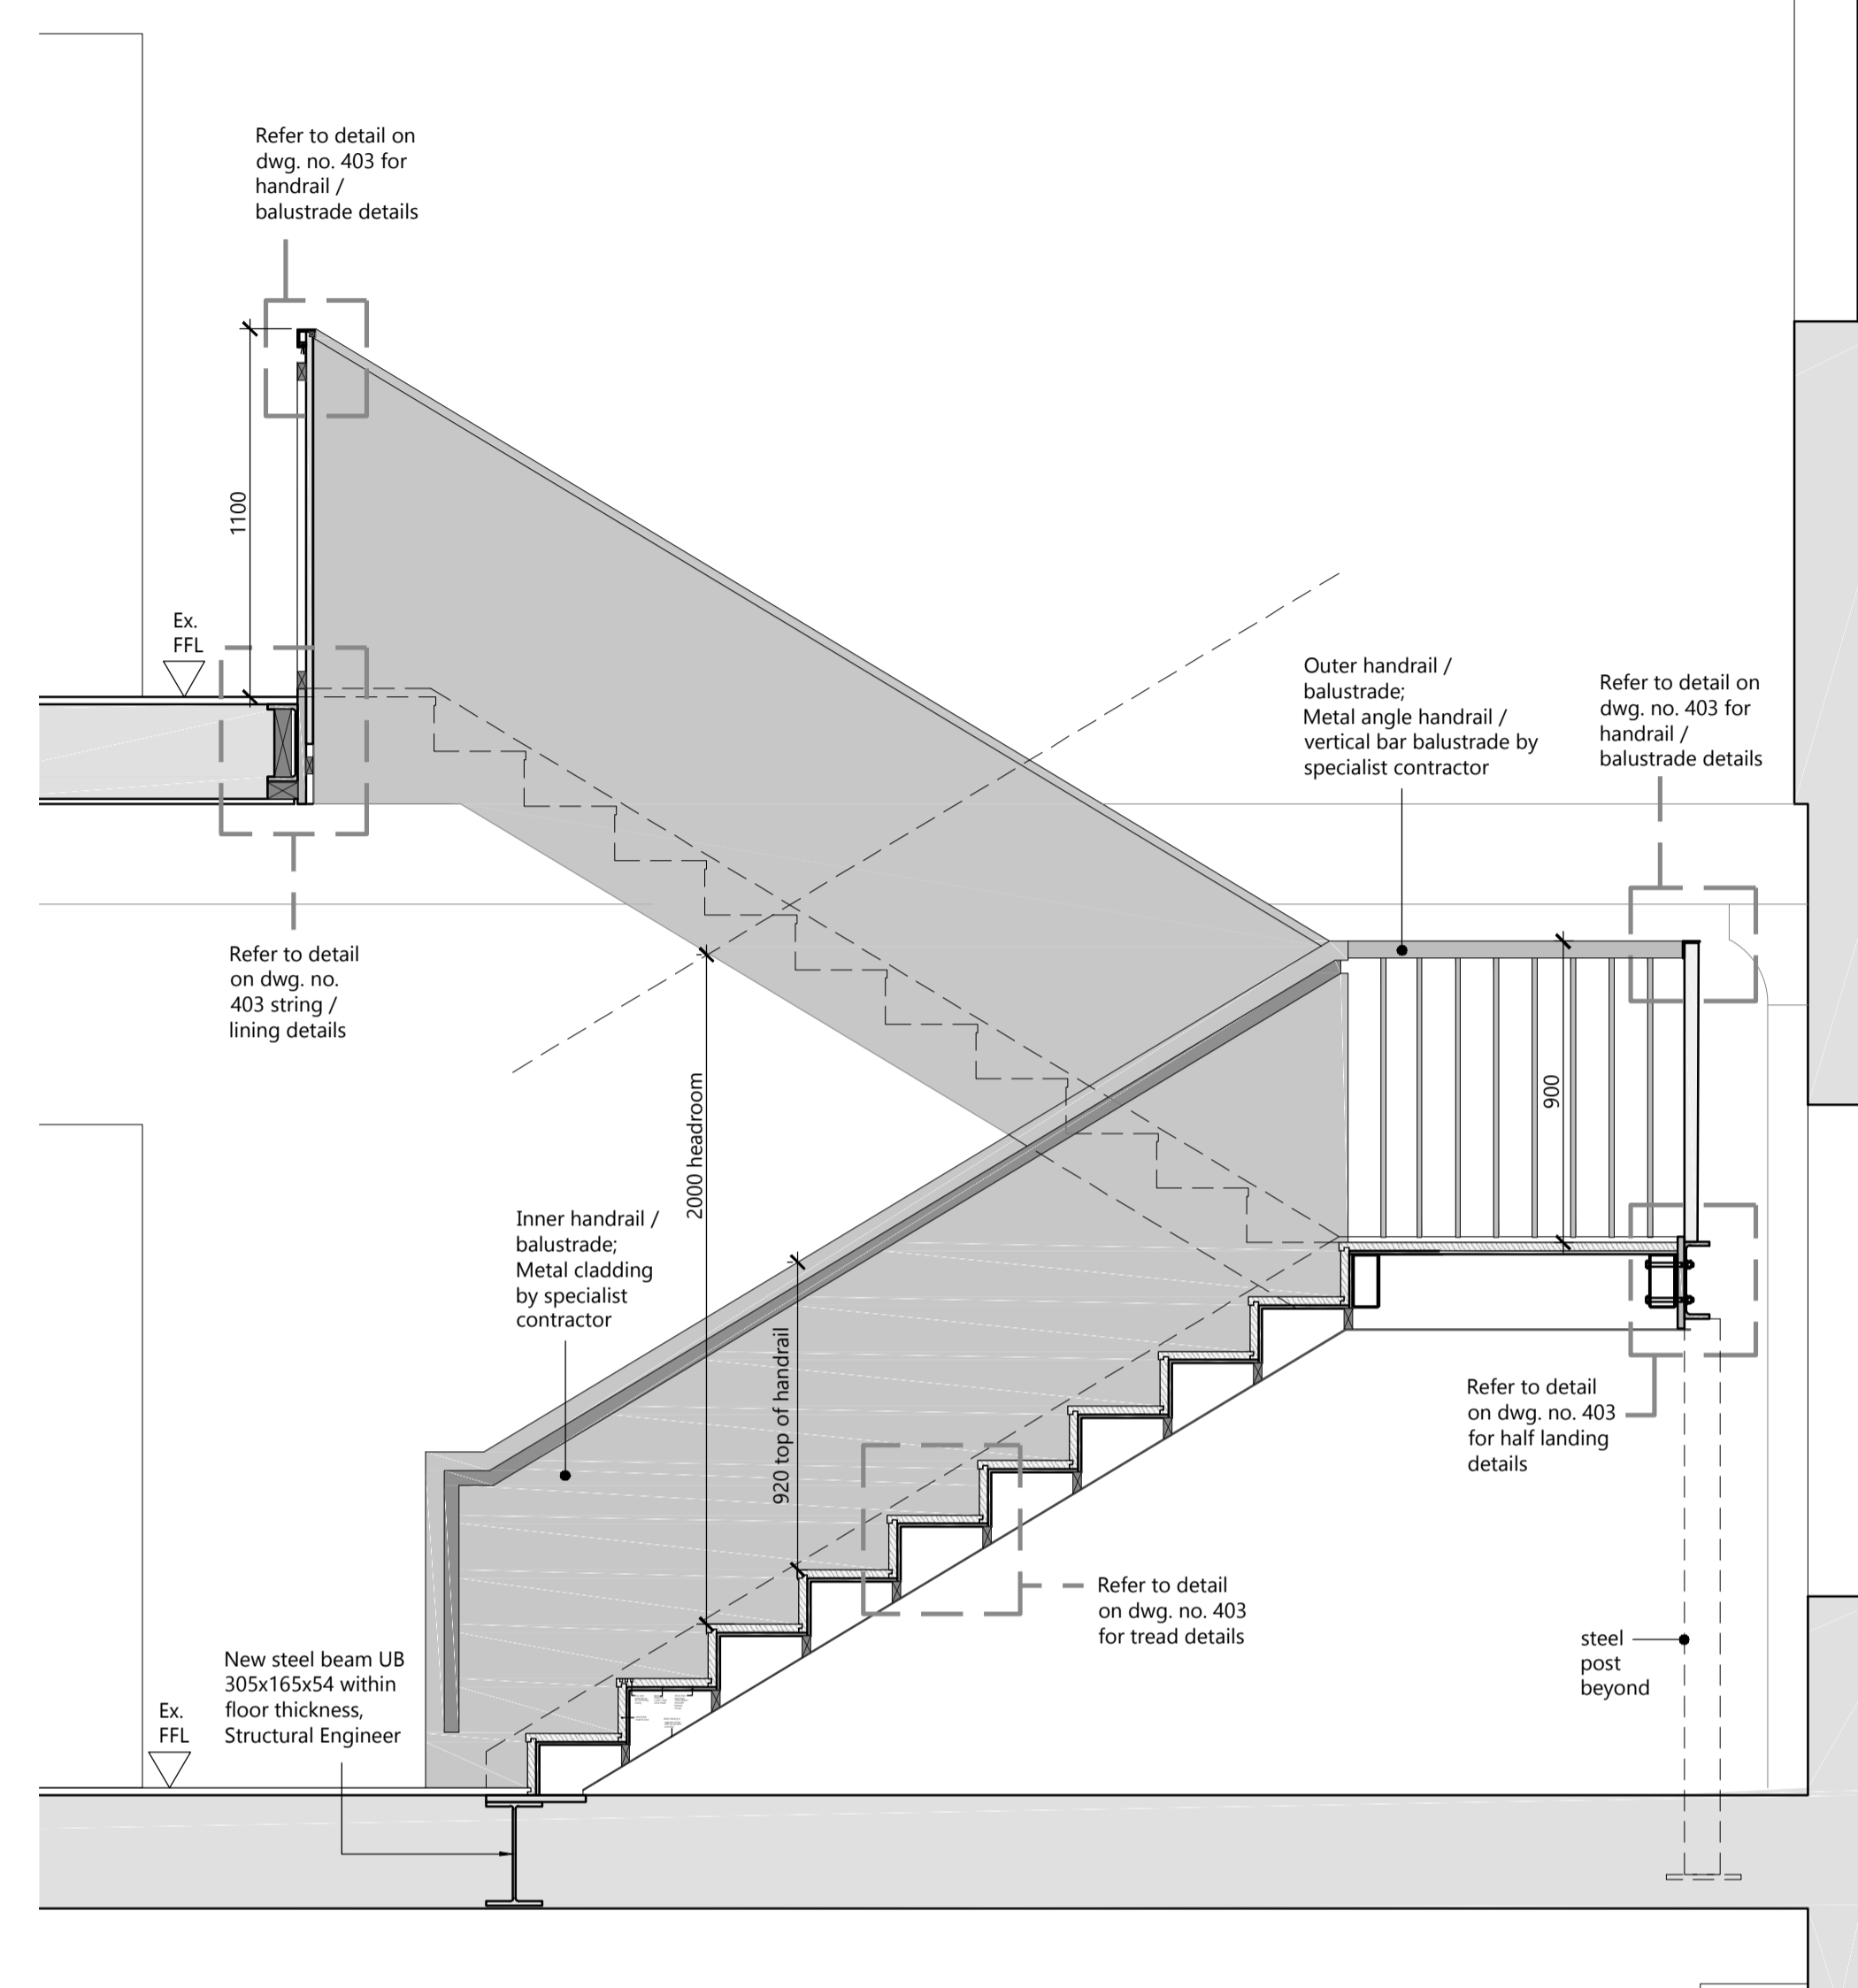 Refer to detail on
dwg. no. 403 for
handrail /
balustrade details
1100
Ex.
FFL
Outer handrail /
balustrade;
Metal angle handrail /
vertical bar balustrade by
specialist contractor
Refer to detail on
dwg. no. 403 for
handrail /
balustrade details
Refer to detail
on dwg. no.
403 string /
lining details
2000 headroom
900
Inner handrail /
balustrade;
Metal cladding
by specialist
contractor
920 top of handrail
Refer to detail
on dwg. no. 403
for half landing
details
Refer to detail
on dwg. no. 403
for tread details
steel
post
beyond
New steel beam UB
305x165x54 within
floor thickness,
Structural Engineer
Ex.
FFL